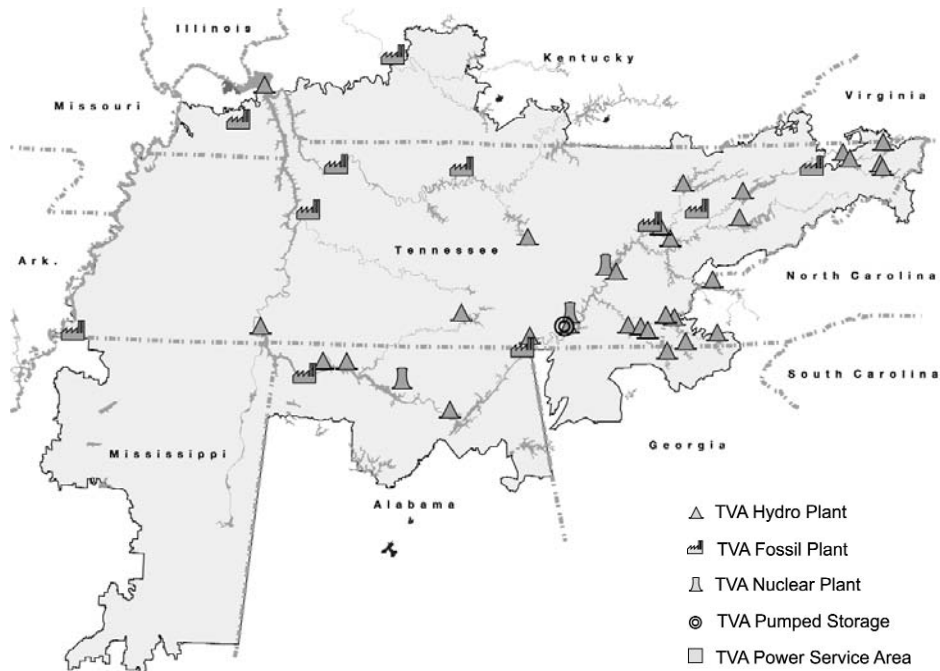 Illinois
Kentucky
Missouri
Virginia
Tennessee
Ark.
North Carolina
South Carolina
Georgia
Mississippi
Alabama
TVA Hydro Plant
TVA Fossil Plant
TVA Nuclear Plant
TVA Pumped Storage
TVA Power Service Area